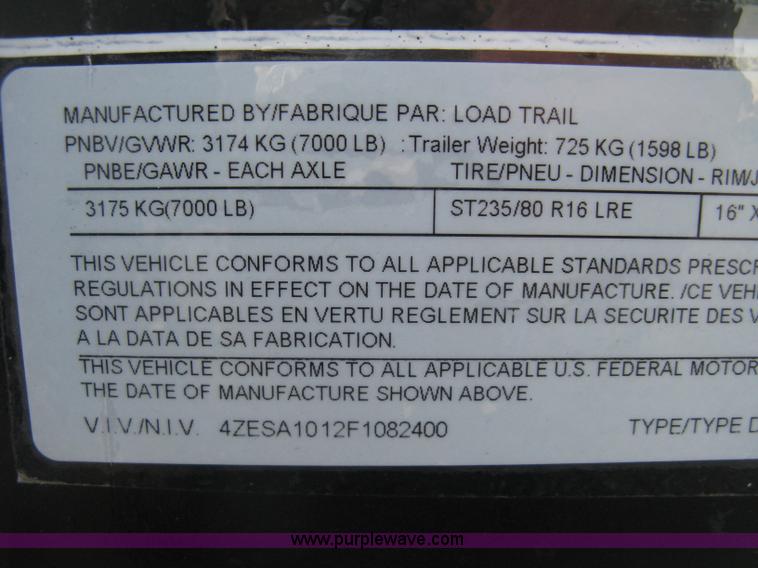 MANUFACTURED BY/FABRIQUE PAR: LOAD TRAIL
PNBV/GVWR: 3174 KG (7000 LB) :Trailer Weight: 725 KG (1598 LB)
PNBE/GAWR - EACH AXLE TIRE/PNEU - DIMENSION - RIM/J
3175 KG(7000 LB) ST235/80 R16 LRE 16" X
THIS VEHICLE CONFORMS TO ALL APPLICABLE STANDARDS PRESCR
REGULATIONS IN EFFECT ON THE DATE OF MANUFACTURE. /CE VEHI
SONT APPLICABLES EN VERTU REGLEMENT SUR LA SECURITE DES V
A LA DATA DE SA FABRICATION.
THIS VEHICLE CONFORMS TO ALL APPLICABLE U.S. FEDERAL MOTOR
THE DATE OF MANUFACTURE SHOWN ABOVE.
V.I.V./N.I.V. 4ZESA1012F1082400 TYPE/TYPE D
www.purplewave.com